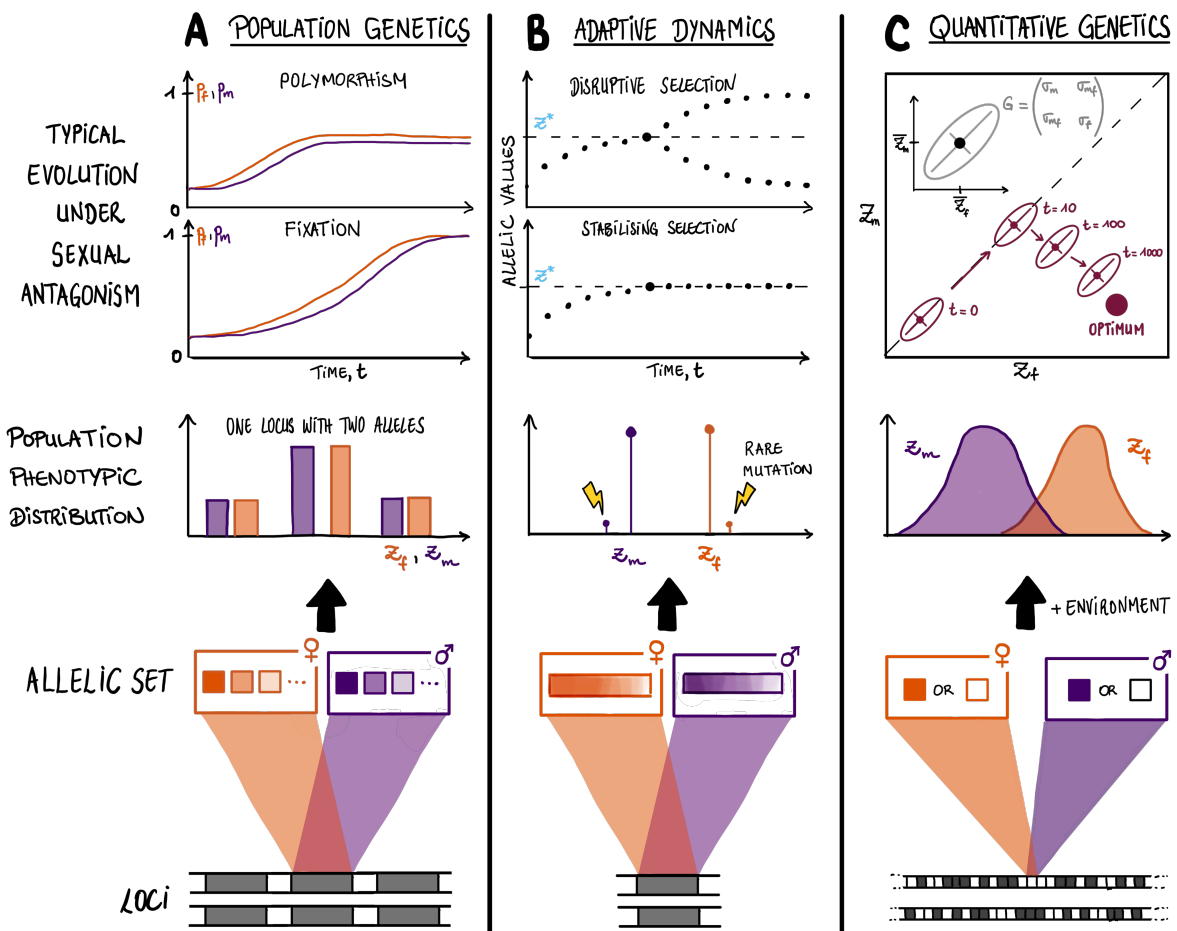 A POPULATION GENETICS
B ADAPTIVE DYNAMICS
C QUANTITATIVE GENETICS
TYPICAL
EVOLUTION
UNDER
SEXUAL
ANTAGONISM
POLYMORPHISM
1
Pf, Pm
0
FIXATION
1
Pf, Pm
0
TIME, t
ALLELIC VALUES
DISRUPTIVE SELECTION
z*
STABILISING SELECTION
z*
TIME, t
G = (σm σmf
σmf σf)
z̄m
z̄f
zm
t=10
t=100
t=1000
t=0
OPTIMUM
zf
POPULATION
PHENOTYPIC
DISTRIBUTION
ONE LOCUS WITH TWO ALLELES
zf, zm
RARE
MUTATION
zm
zf
zm
zf
+ ENVIRONMENT
ALLELIC SET
♀
...
♂
...
♀
♂
♀
OR
♂
OR
LOCI